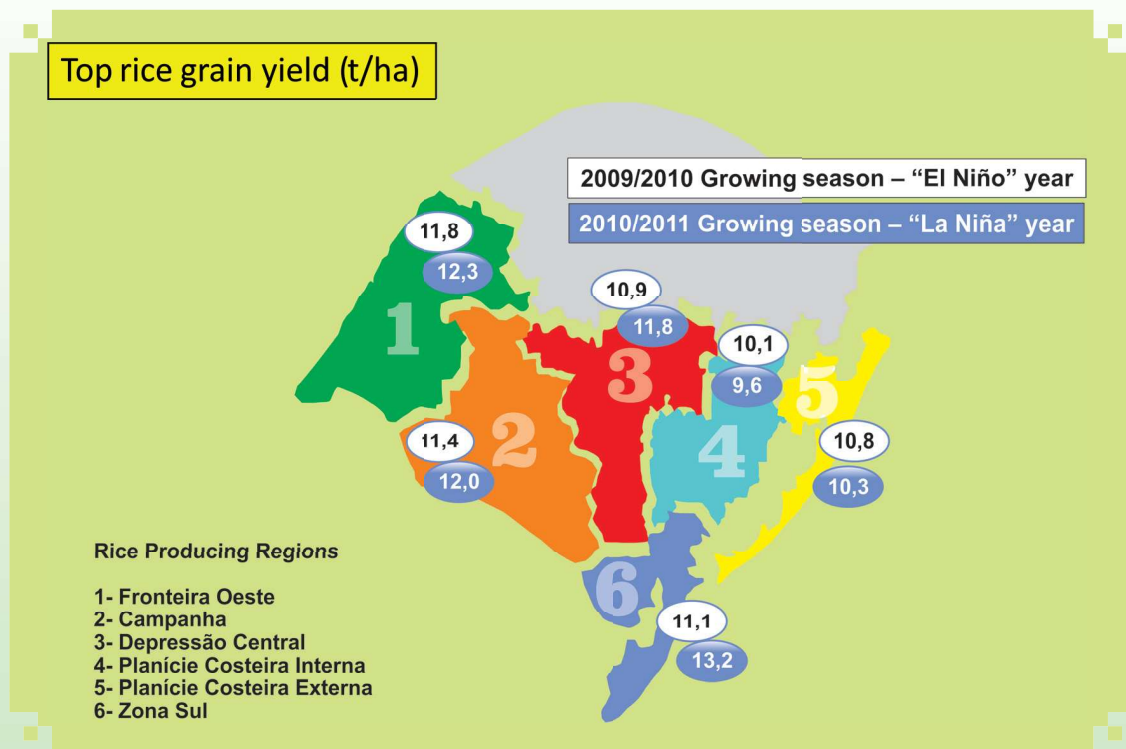 Top rice grain yield (t/ha)
2009/2010 Growing season – “El Niño” year
2010/2011 Growing season – “La Niña” year
11,8
12,3
10,9
11,8
10,1
9,6
1
3
5
11,4
12,0
2
4
10,8
10,3
Rice Producing Regions
1- Fronteira Oeste
2- Campanha
3- Depressão Central
4- Planície Costeira Interna
5- Planície Costeira Externa
6- Zona Sul
6
11,1
13,2